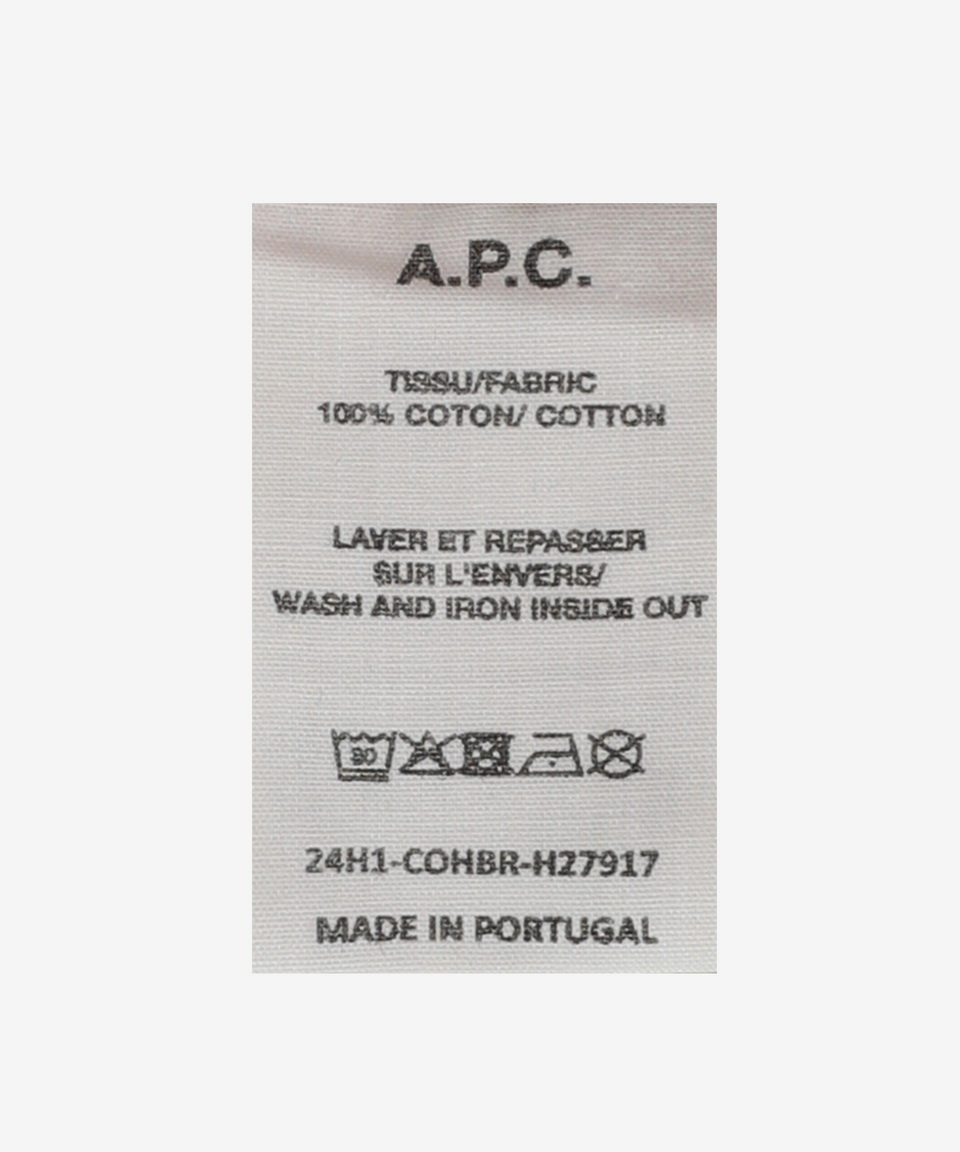 A.P.C.
TISSU/FABRIC
100% COTON/ COTTON
LAVER ET REPASSER
SUR L'ENVERS/
WASH AND IRON INSIDE OUT
30
24H1-COHBR-H27917
MADE IN PORTUGAL